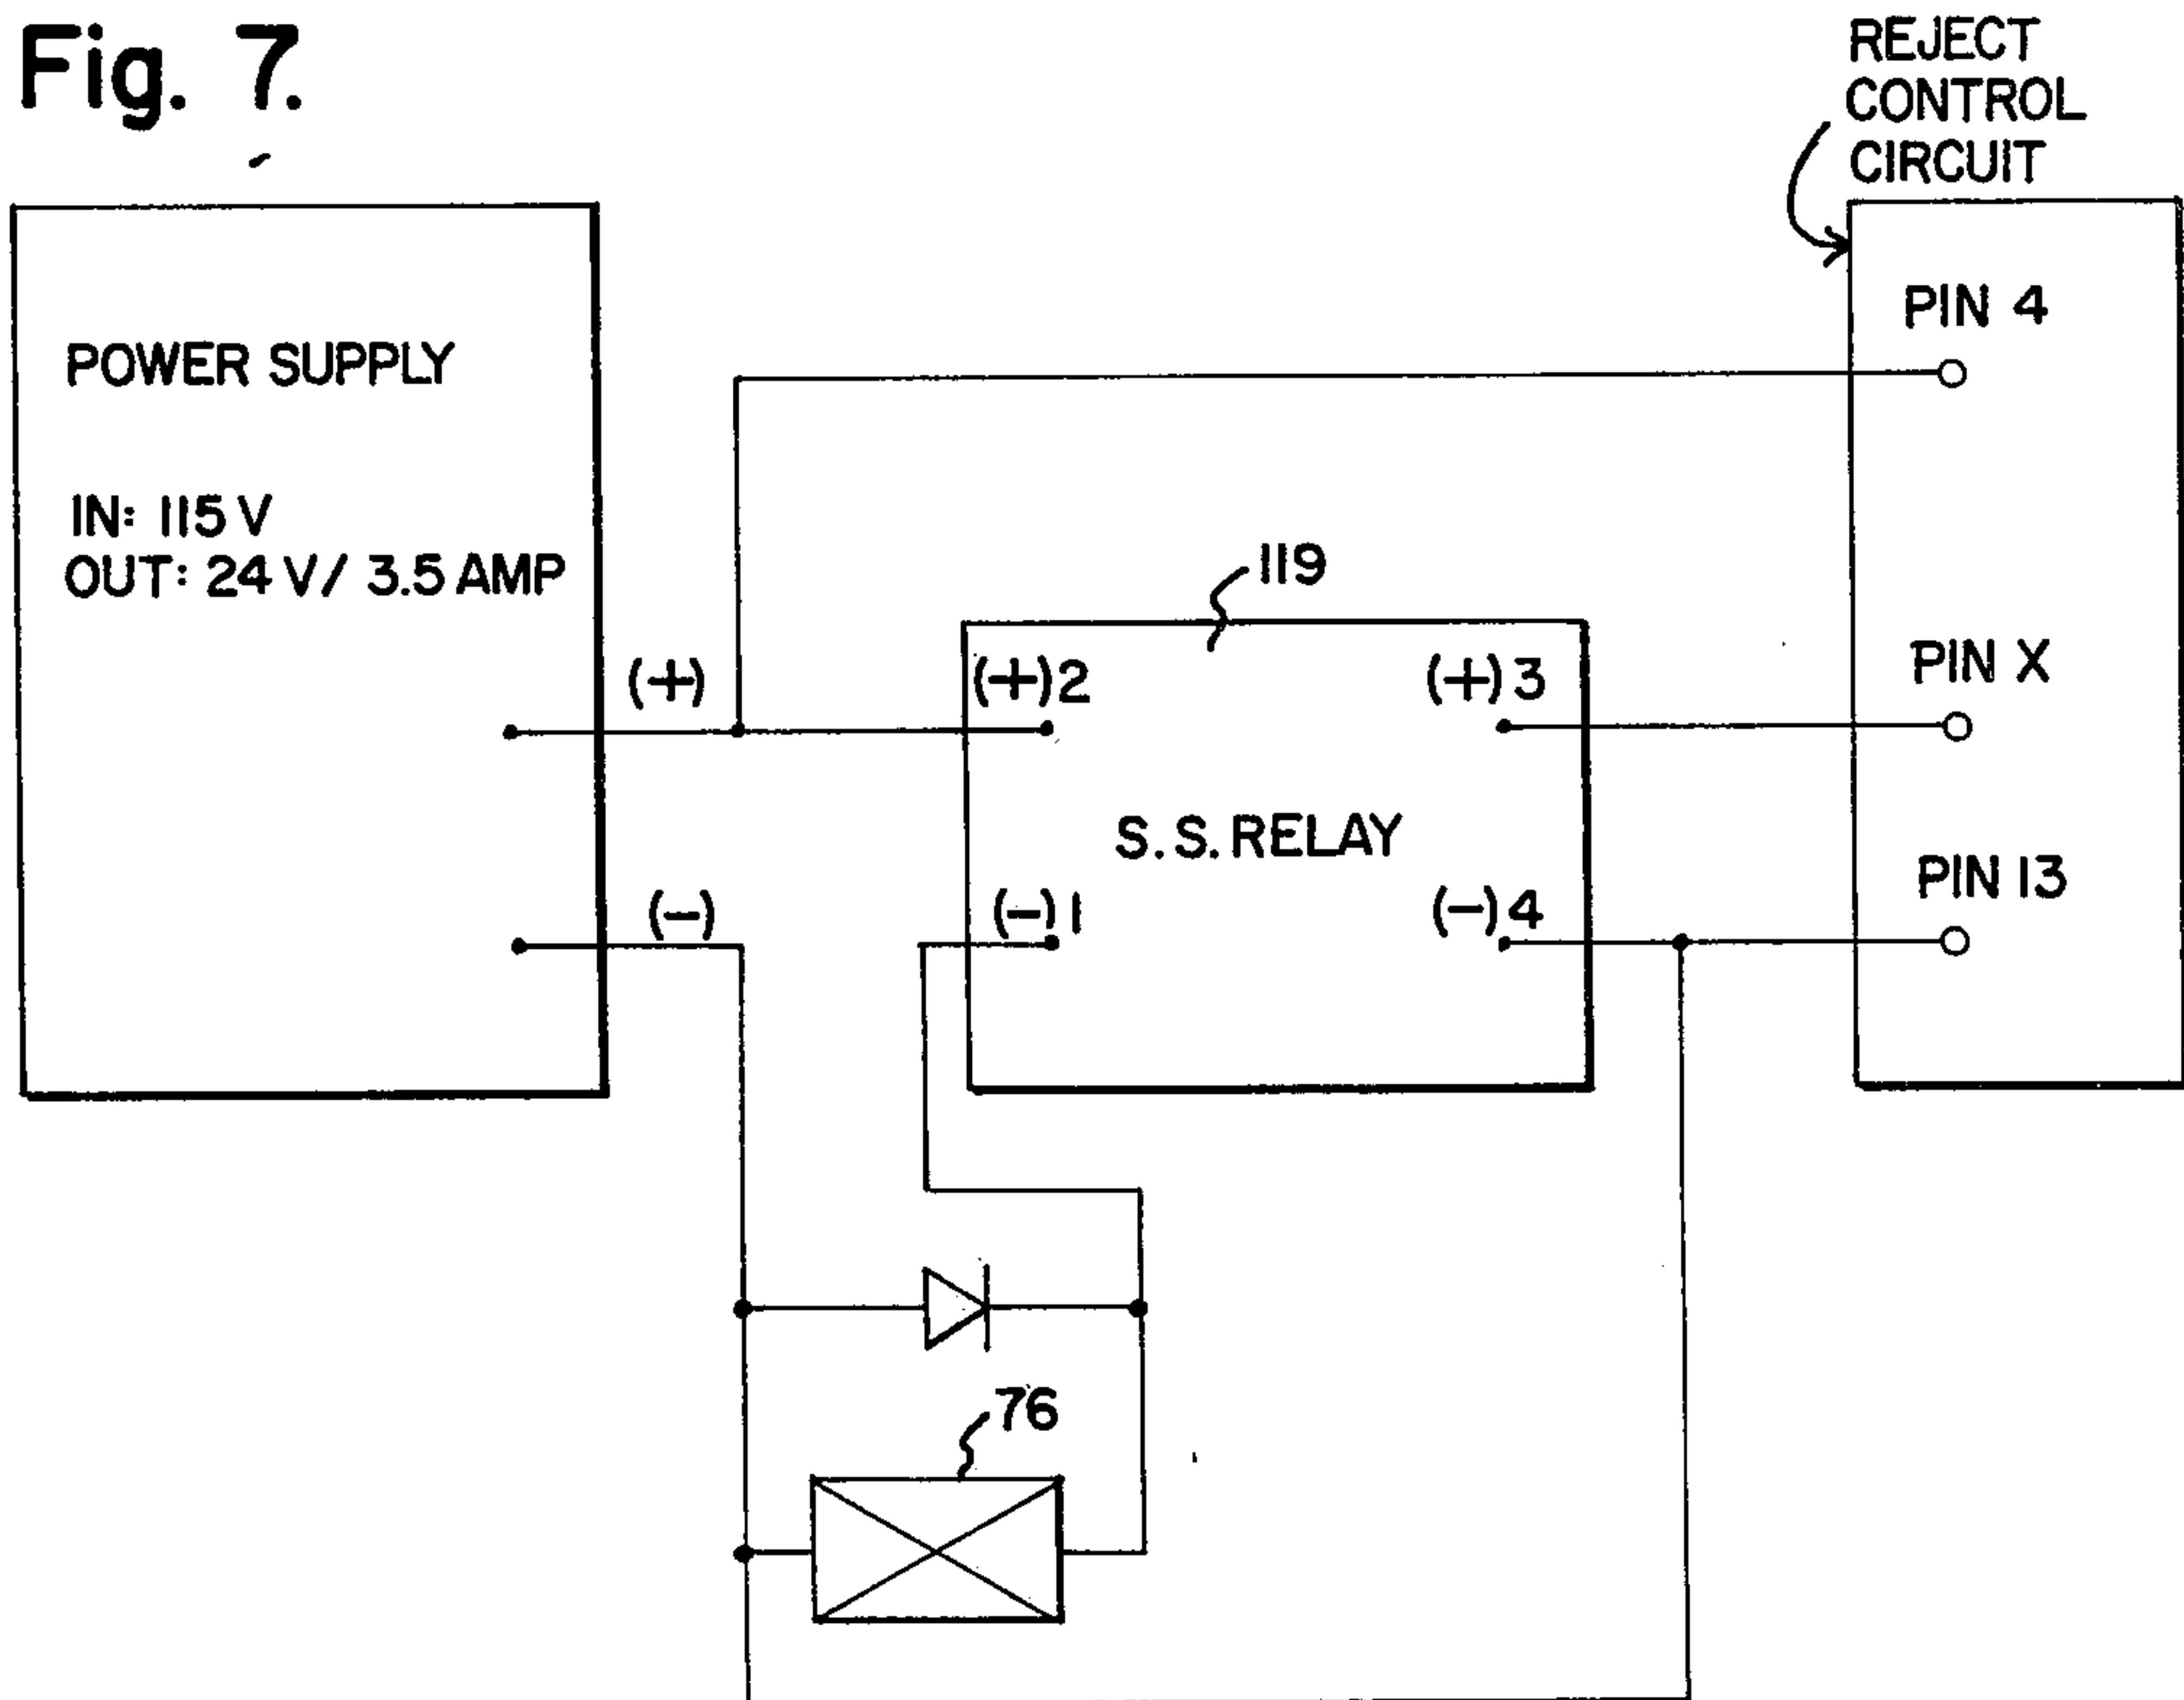 Fig. 7.
REJECT
CONTROL
CIRCUIT
POWER SUPPLY
IN: 115 V
OUT: 24 V/ 3.5 AMP
PIN 4
119
(+)
(+)2
(+)3
PIN X
S. S. RELAY
(-)
(-)1
(-)4
PIN 13
76